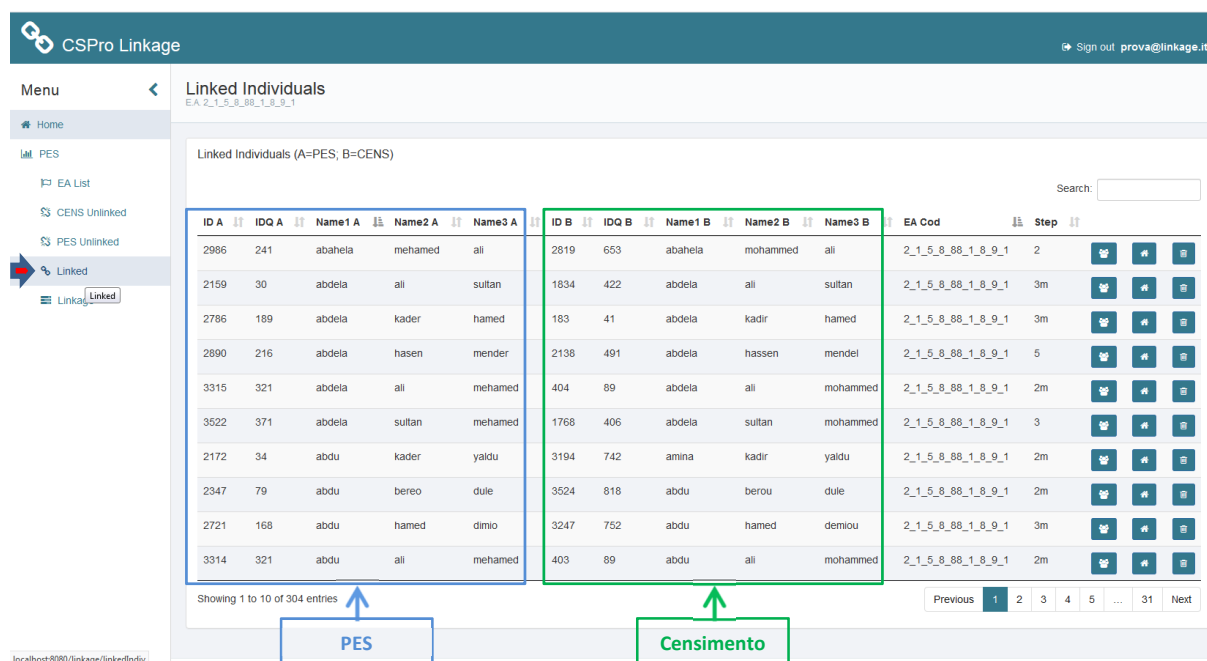 CSPro Linkage
Sign out prova@linkage.it
Menu
Linked Individuals
E.A. 2_1_5_8_88_1_8_9_1
Home
PES
EA List
CENS Unlinked
PES Unlinked
Linked
Linkage
Linked
Linked Individuals (A=PES; B=CENS)
Search:
ID A IDQ A Name1 A Name2 A Name3 A ID B IDQ B Name1 B Name2 B Name3 B EA Cod Step
2986 241 abahela mehamed ali 2819 653 abahela mohammed ali 2_1_5_8_88_1_8_9_1 2
2159 30 abdela ali sultan 1834 422 abdela ali sultan 2_1_5_8_88_1_8_9_1 3m
2786 189 abdela kader hamed 183 41 abdela kadir hamed 2_1_5_8_88_1_8_9_1 3m
2890 216 abdela hasen mender 2138 491 abdela hassen mendel 2_1_5_8_88_1_8_9_1 5
3315 321 abdela ali mehamed 404 89 abdela ali mohammed 2_1_5_8_88_1_8_9_1 2m
3522 371 abdela sultan mehamed 1768 406 abdela sultan mohammed 2_1_5_8_88_1_8_9_1 3
2172 34 abdu kader yaldu 3194 742 amina kadir yaldu 2_1_5_8_88_1_8_9_1 2m
2347 79 abdu bereo dule 3524 818 abdu berou dule 2_1_5_8_88_1_8_9_1 2m
2721 168 abdu hamed dimio 3247 752 abdu hamed demiou 2_1_5_8_88_1_8_9_1 3m
3314 321 abdu ali mehamed 403 89 abdu ali mohammed 2_1_5_8_88_1_8_9_1 2m
Showing 1 to 10 of 304 entries
Previous 1 2 3 4 5 ... 31 Next
PES
Censimento
localhost:8080/linkage/linkedIndiv